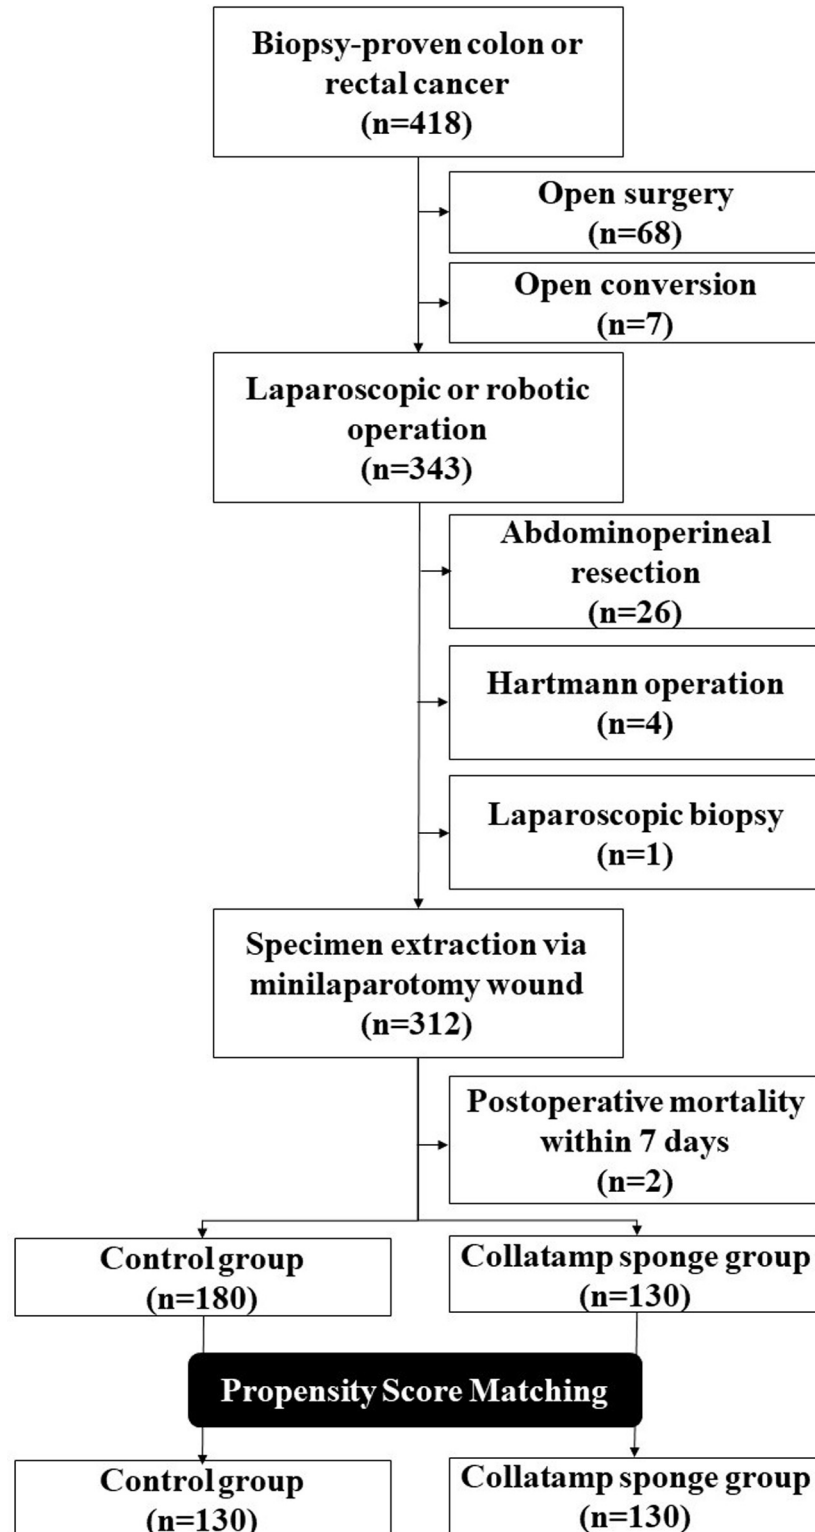 Biopsy-proven colon or
rectal cancer
(n=418)
Open surgery
(n=68)
Open conversion
(n=7)
Laparoscopic or robotic
operation
(n=343)
Abdominoperineal
resection
(n=26)
Hartmann operation
(n=4)
Laparoscopic biopsy
(n=1)
Specimen extraction via
minilaparotomy wound
(n=312)
Postoperative mortality
within 7 days
(n=2)
Control group
(n=180)
Collatamp sponge group
(n=130)
Propensity Score Matching
Control group
(n=130)
Collatamp sponge group
(n=130)